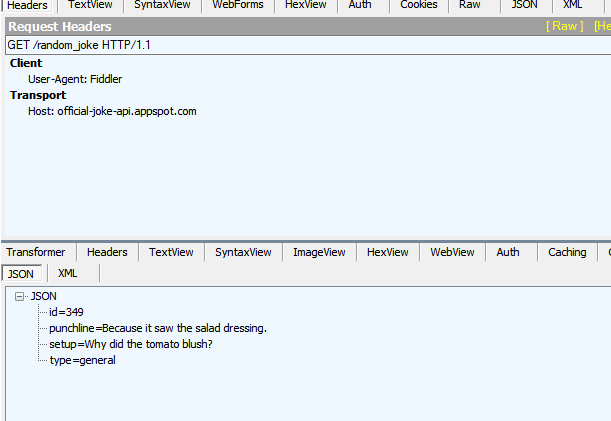 Headers TextView SyntaxView WebForms HexView Auth Cookies Raw JSON XML
Request Headers [ Raw ] [He
GET /random_joke HTTP/1.1
Client
User-Agent: Fiddler
Transport
Host: official-joke-api.appspot.com
Transformer Headers TextView SyntaxView ImageView HexView WebView Auth Caching
JSON XML
JSON
id=349
punchline=Because it saw the salad dressing.
setup=Why did the tomato blush?
type=general